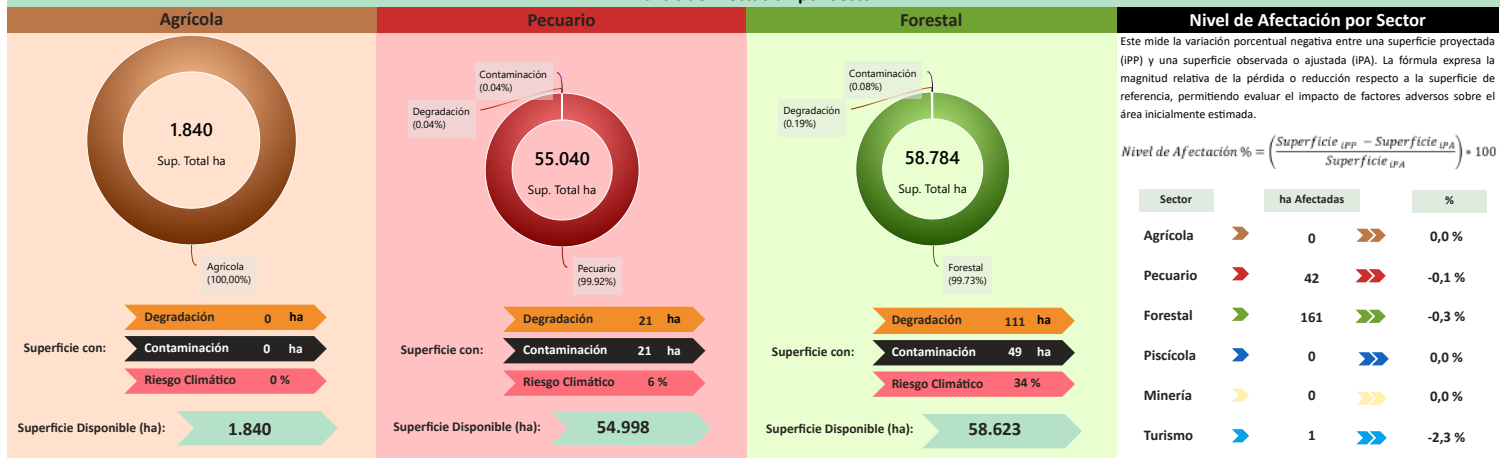 Agrícola
1.840
Sup. Total ha
Agrícola
(100,00%)
Degradación 0 ha
Superficie con: Contaminación 0 ha
Riesgo Climático 0 %
Superficie Disponible (ha): 1.840
Pecuario
Contaminación
(0.04%)
Degradación
(0.04%)
55.040
Sup. Total ha
Pecuario
(99.92%)
Degradación 21 ha
Superficie con: Contaminación 21 ha
Riesgo Climático 6 %
Superficie Disponible (ha): 54.998
Forestal
Contaminación
(0.08%)
Degradación
(0.19%)
58.784
Sup. Total ha
Forestal
(99.73%)
Degradación 111 ha
Superficie con: Contaminación 49 ha
Riesgo Climático 34 %
Superficie Disponible (ha): 58.623
Nivel de Afectación por Sector
Este mide la variación porcentual negativa entre una superficie proyectada
(iPP) y una superficie observada o ajustada (iPA). La fórmula expresa la
magnitud relativa de la pérdida o reducción respecto a la superficie de
referencia, permitiendo evaluar el impacto de factores adversos sobre el
área inicialmente estimada.
Nivel de Afectación % = (Superficie iPP − Superficie iPA / Superficie iPA) * 100
Sector ha Afectadas %
Agrícola 0 0,0 %
Pecuario 42 -0,1 %
Forestal 161 -0,3 %
Piscícola 0 0,0 %
Minería 0 0,0 %
Turismo 1 -2,3 %